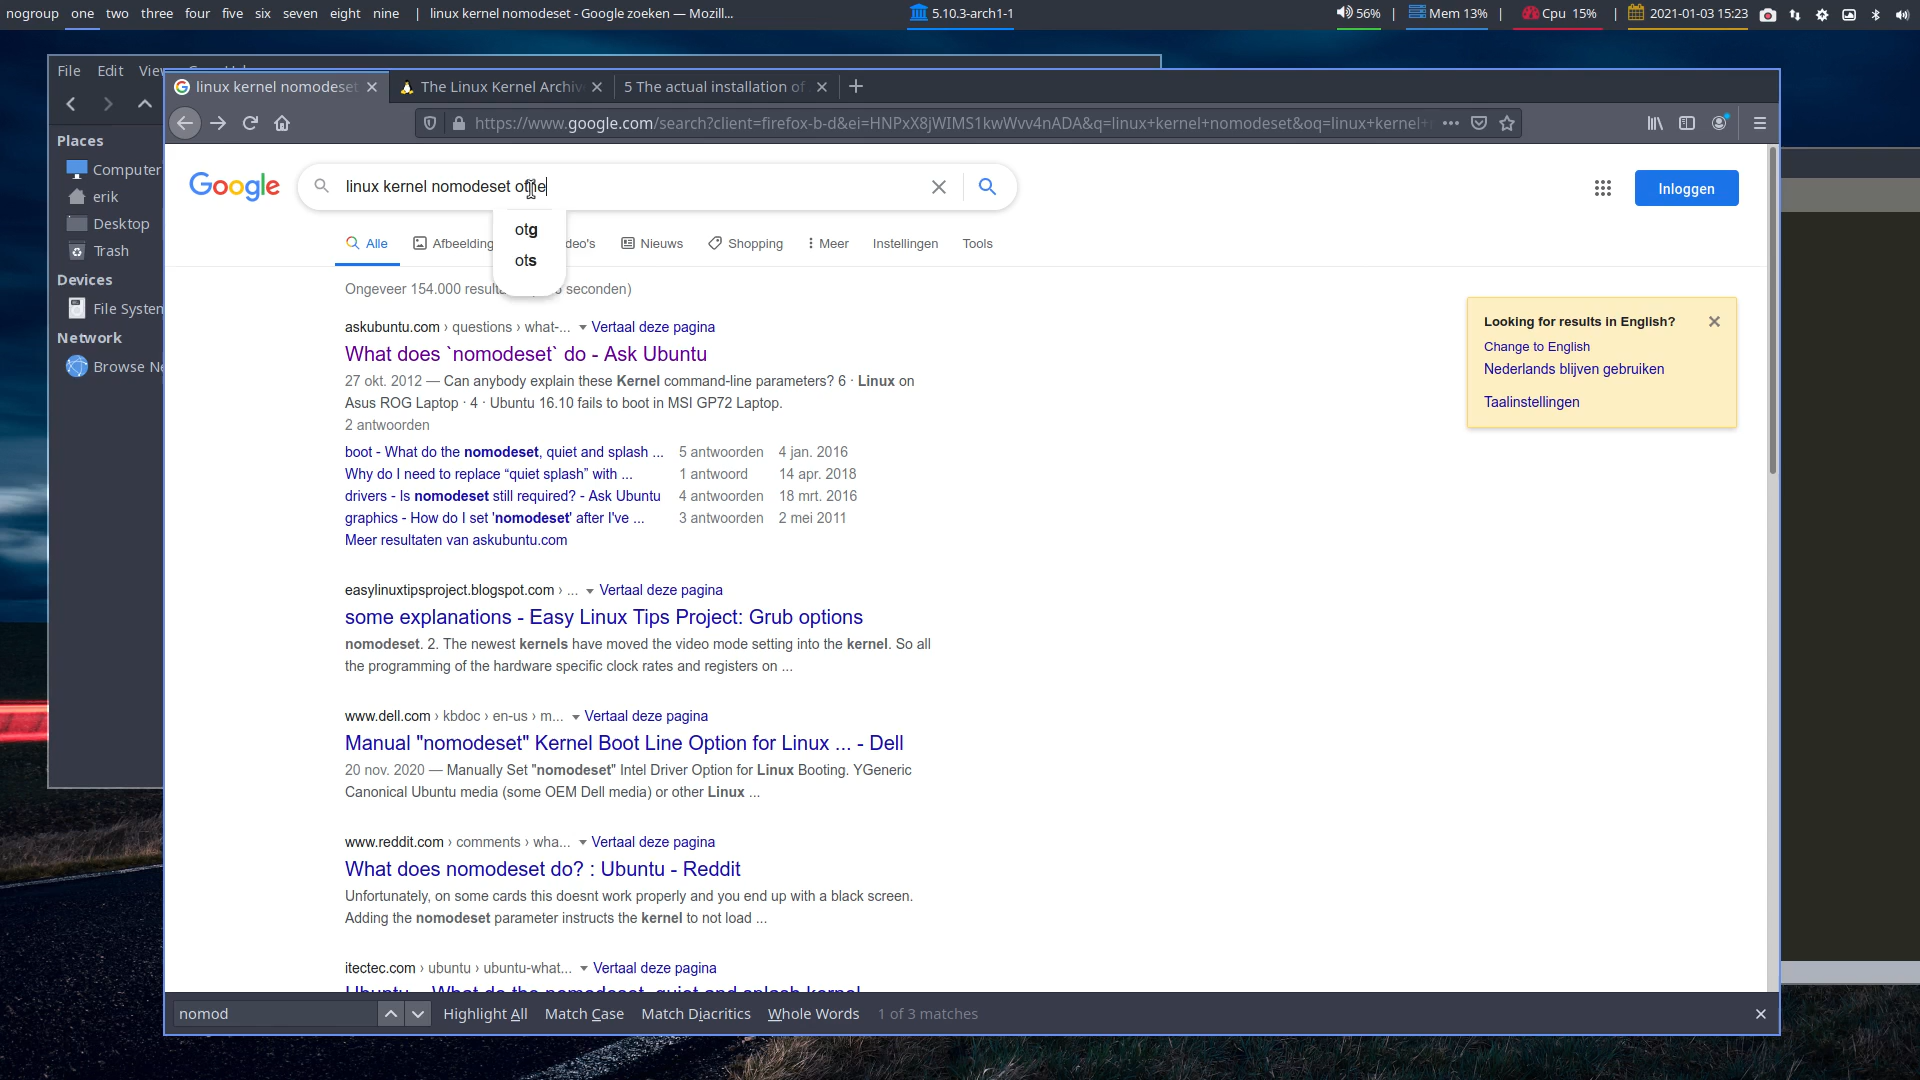 nogroup one two three four five six seven eight nine | linux kernel nomodeset - Google zoeken — Mozill...
5.10.3-arch1-1
56% | Mem 13% | Cpu 15% | 2021-01-03 15:23
File Edit
Places
Computer
erik
Desktop
Trash
Devices
File System
Network
Browse Ne
linux kernel nomodeset
The Linux Kernel Archiv
5 The actual installation of
https://www.google.com/search?client=firefox-b-d&ei=HNPxX8jWIMS1kwWvv4nADA&q=linux+kernel+nomodeset&oq=linux+kernel+
Google
linux kernel nomodeset
Inloggen
otg
ots
Alle
Afbeelding
deo's
Nieuws
Shopping
Meer
Instellingen
Tools
Ongeveer 154.000 seconden)
askubuntu.com › questions › what-... Vertaal deze pagina
What does `nomodeset` do - Ask Ubuntu
27 okt. 2012 — Can anybody explain these Kernel command-line parameters? 6 · Linux on
Asus ROG Laptop · 4 · Ubuntu 16.10 fails to boot in MSI GP72 Laptop.
2 antwoorden
boot - What do the nomodeset, quiet and splash ... 5 antwoorden 4 jan. 2016
Why do I need to replace “quiet splash” with ... 1 antwoord 14 apr. 2018
drivers - Is nomodeset still required? - Ask Ubuntu 4 antwoorden 18 mrt. 2016
graphics - How do I set 'nomodeset' after I've ... 3 antwoorden 2 mei 2011
Meer resultaten van askubuntu.com
easylinuxtipsproject.blogspot.com › ... Vertaal deze pagina
some explanations - Easy Linux Tips Project: Grub options
nomodeset. 2. The newest kernels have moved the video mode setting into the kernel. So all
the programming of the hardware specific clock rates and registers on ...
www.dell.com › kbdoc › en-us › m... Vertaal deze pagina
Manual "nomodeset" Kernel Boot Line Option for Linux ... - Dell
20 nov. 2020 — Manually Set "nomodeset" Intel Driver Option for Linux Booting. YGeneric
Canonical Ubuntu media (some OEM Dell media) or other Linux ...
www.reddit.com › comments › wha... Vertaal deze pagina
What does nomodeset do? : Ubuntu - Reddit
Unfortunately, on some cards this doesnt work properly and you end up with a black screen.
Adding the nomodeset parameter instructs the kernel to not load ...
itectec.com › ubuntu › ubuntu-what... Vertaal deze pagina
Ubuntu – What do the nomodeset, quiet and splash kernel
Looking for results in English?
Change to English
Nederlands blijven gebruiken
Taalinstellingen
nomod
Highlight All Match Case Match Diacritics Whole Words 1 of 3 matches